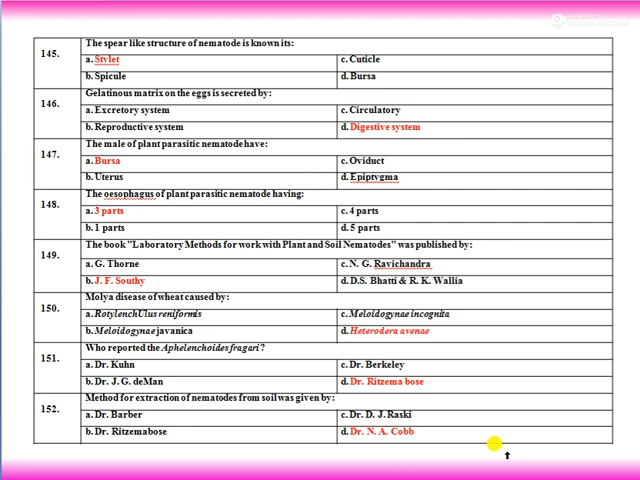 145. The spear like structure of nematode is known its:
a. Stylet c. Cuticle
b. Spicule d. Bursa
146. Gelatinous matrix on the eggs is secreted by:
a. Excretory system c. Circulatory
b. Reproductive system d. Digestive system
147. The male of plant parasitic nematode have:
a. Bursa c. Oviduct
b. Uterus d. Epiptygma
148. The oesophagus of plant parasitic nematode having:
a. 3 parts c. 4 parts
b. 1 parts d. 5 parts
149. The book "Laboratory Methods for work with Plant and Soil Nematodes" was published by:
a. G. Thorne c. N. G. Ravichandra
b. J. F. Southy d. D.S. Bhatti & R. K. Wallia
150. Molya disease of wheat caused by:
a. RotylenchUlus reniformis c. Meloidogynae incognita
b. Meloidogynae javanica d. Heterodera avenae
151. Who reported the Aphelenchoides fragari?
a. Dr. Kuhn c. Dr. Berkeley
b. Dr. J. G. deMan d. Dr. Ritzema bose
152. Method for extraction of nematodes from soil was given by:
a. Dr. Barber c. Dr. D. J. Raski
b. Dr. Ritzemabose d. Dr. N. A. Cobb